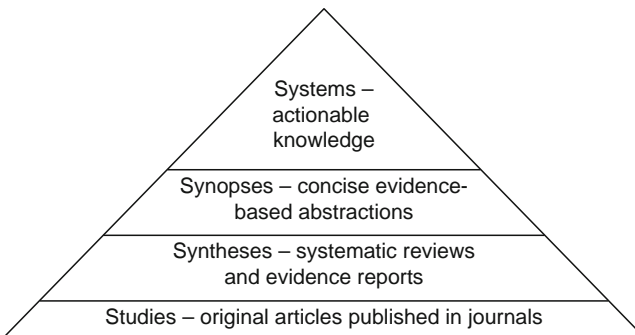 Systems –
actionable
knowledge
Synopses – concise evidence-
based abstractions
Syntheses – systematic reviews
and evidence reports
Studies – original articles published in journals